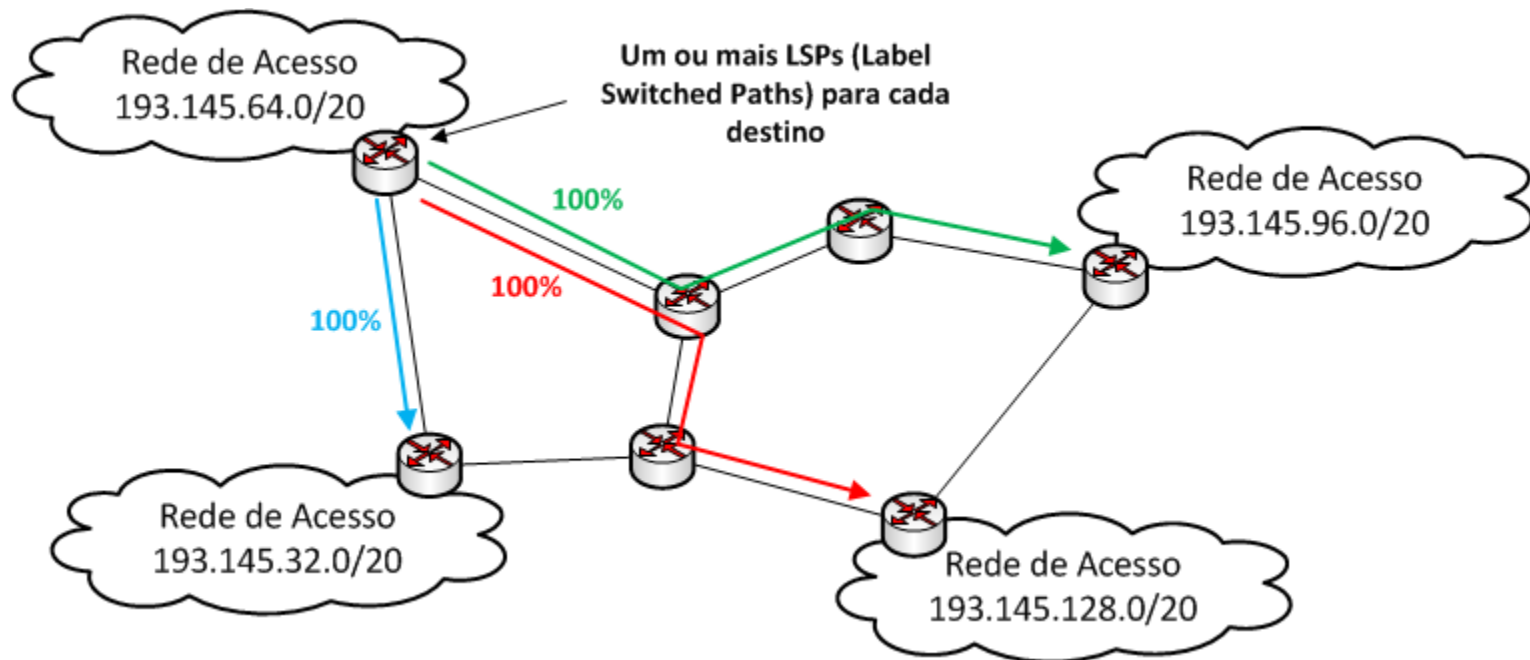 Rede de Acesso
193.145.64.0/20
Um ou mais LSPs (Label
Switched Paths) para cada
destino
Rede de Acesso
193.145.96.0/20
100%
100%
100%
Rede de Acesso
193.145.32.0/20
Rede de Acesso
193.145.128.0/20